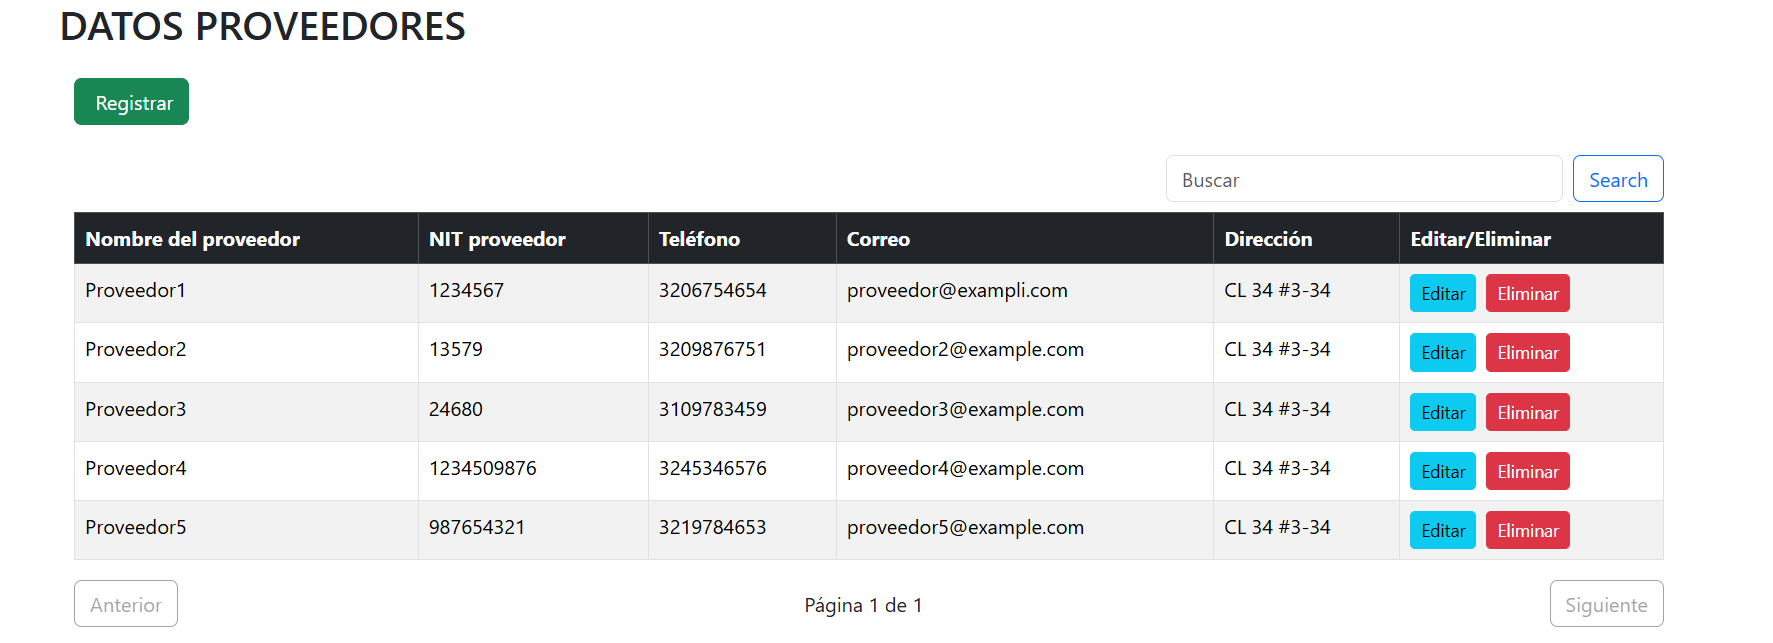 DATOS PROVEEDORES
Registrar
Buscar Search
Nombre del proveedor NIT proveedor Teléfono Correo Dirección Editar/Eliminar
Proveedor1 1234567 3206754654 proveedor@exampli.com CL 34 #3-34 Editar Eliminar
Proveedor2 13579 3209876751 proveedor2@example.com CL 34 #3-34 Editar Eliminar
Proveedor3 24680 3109783459 proveedor3@example.com CL 34 #3-34 Editar Eliminar
Proveedor4 1234509876 3245346576 proveedor4@example.com CL 34 #3-34 Editar Eliminar
Proveedor5 987654321 3219784653 proveedor5@example.com CL 34 #3-34 Editar Eliminar
Anterior Página 1 de 1 Siguiente